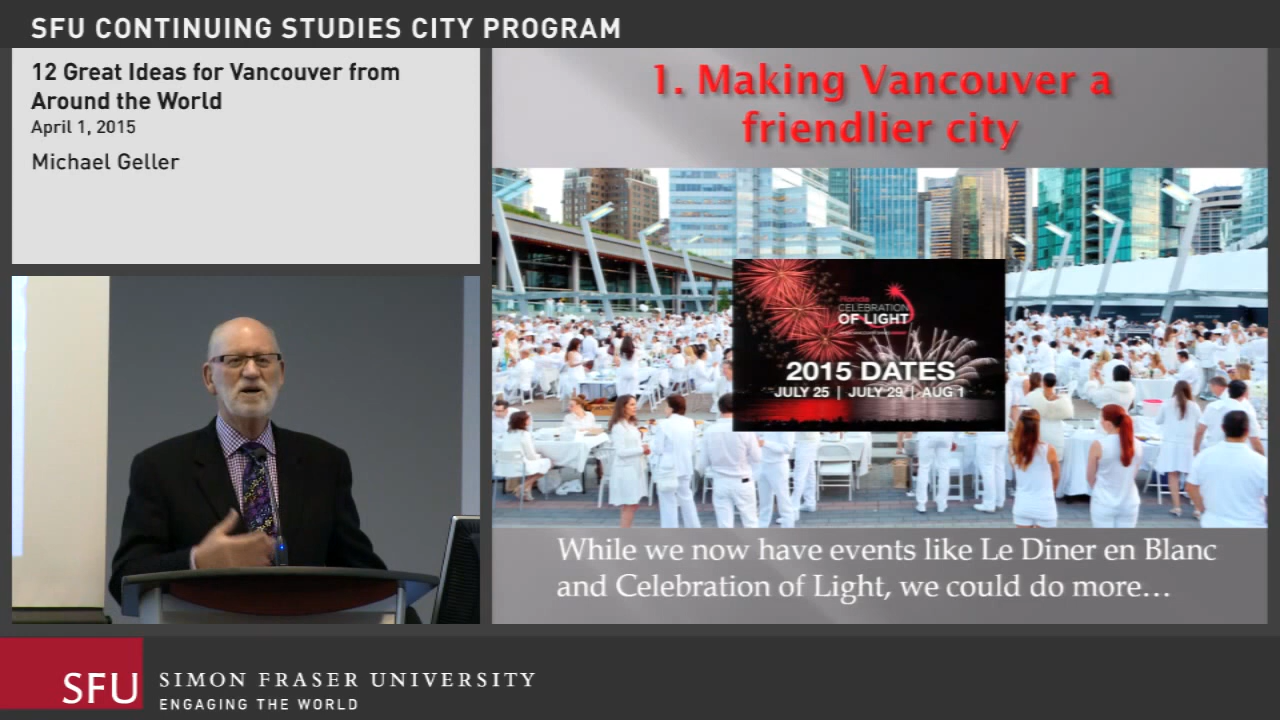 SFU CONTINUING STUDIES CITY PROGRAM
12 Great Ideas for Vancouver from
Around the World
April 1, 2015
Michael Geller
1. Making Vancouver a
friendlier city
Honda
CELEBRATION
OF LIGHT
2015 DATES
JULY 25 | JULY 29 | AUG 1
While we now have events like Le Diner en Blanc
and Celebration of Light, we could do more…
SFU
SIMON FRASER UNIVERSITY
ENGAGING THE WORLD